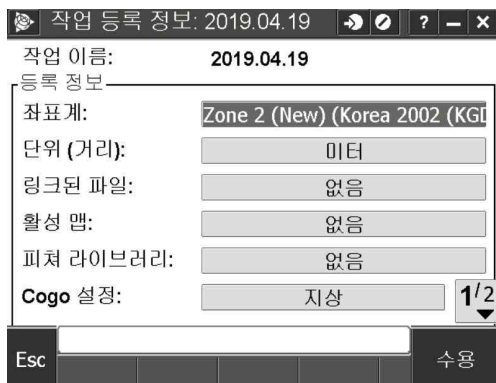 작업 등록 정보: 2019.04.19 ? – x
작업 이름: 2019.04.19
등록 정보
좌표계: Zone 2 (New) (Korea 2002 (KGD
단위 (거리): 미터
링크된 파일: 없음
활성 맵: 없음
피쳐 라이브러리: 없음
Cogo 설정: 지상 1/2
Esc 수용